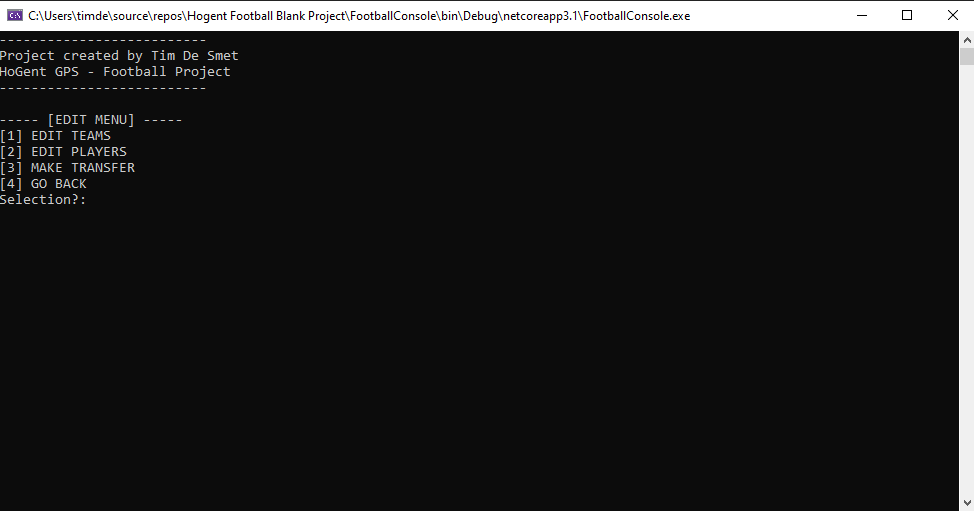 C:\Users\timde\source\repos\Hogent Football Blank Project\FootballConsole\bin\Debug\netcoreapp3.1\FootballConsole.exe
--------------------------
Project created by Tim De Smet
HoGent GPS - Football Project
--------------------------
----- [EDIT MENU] -----
[1] EDIT TEAMS
[2] EDIT PLAYERS
[3] MAKE TRANSFER
[4] GO BACK
Selection?: